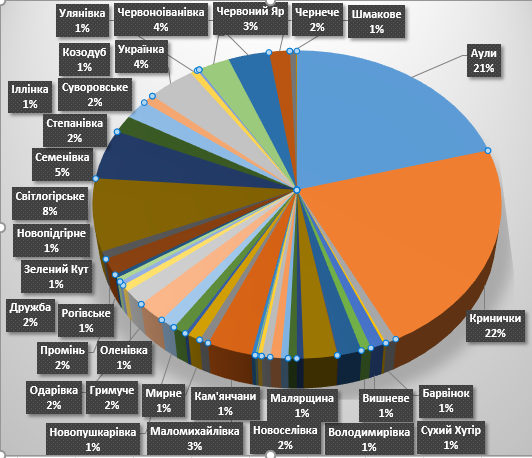 Улянівка
1%
Червоноіванівка
4%
Червоний Яр
3%
Чернече
2%
Шмакове
1%
Козодуб
1%
Українка
4%
Аули
21%
Іллінка
1%
Суворовське
2%
Степанівка
2%
Семенівка
5%
Світлогірське
8%
Новопідгірне
1%
Зелений Кут
1%
Дружба
2%
Рогівське
1%
Кринички
22%
Промінь
2%
Оленівка
1%
Одарівка
2%
Гримуче
2%
Мирне
1%
Кам'янчани
1%
Малярщина
1%
Вишневе
1%
Барвінок
1%
Новопушкарівка
1%
Маломихайлівка
3%
Новоселівка
2%
Володимирівка
1%
Сухий Хутір
1%